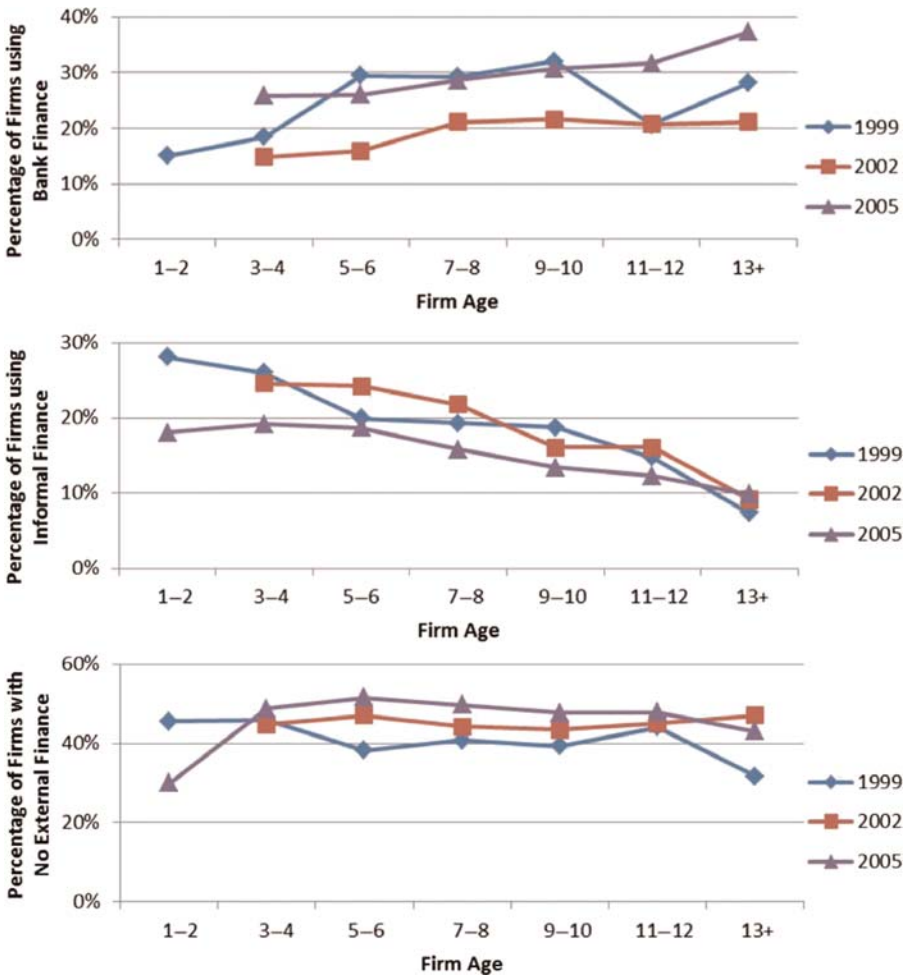 40%
30%
20%
10%
0%
Percentage of Firms using
Bank Finance
1–2 3–4 5–6 7–8 9–10 11–12 13+
Firm Age
1999
2002
2005
30%
20%
10%
0%
Percentage of Firms using
Informal Finance
1–2 3–4 5–6 7–8 9–10 11–12 13+
Firm Age
1999
2002
2005
60%
40%
20%
0%
Percentage of Firms with
No External Finance
1–2 3–4 5–6 7–8 9–10 11–12 13+
Firm Age
1999
2002
2005